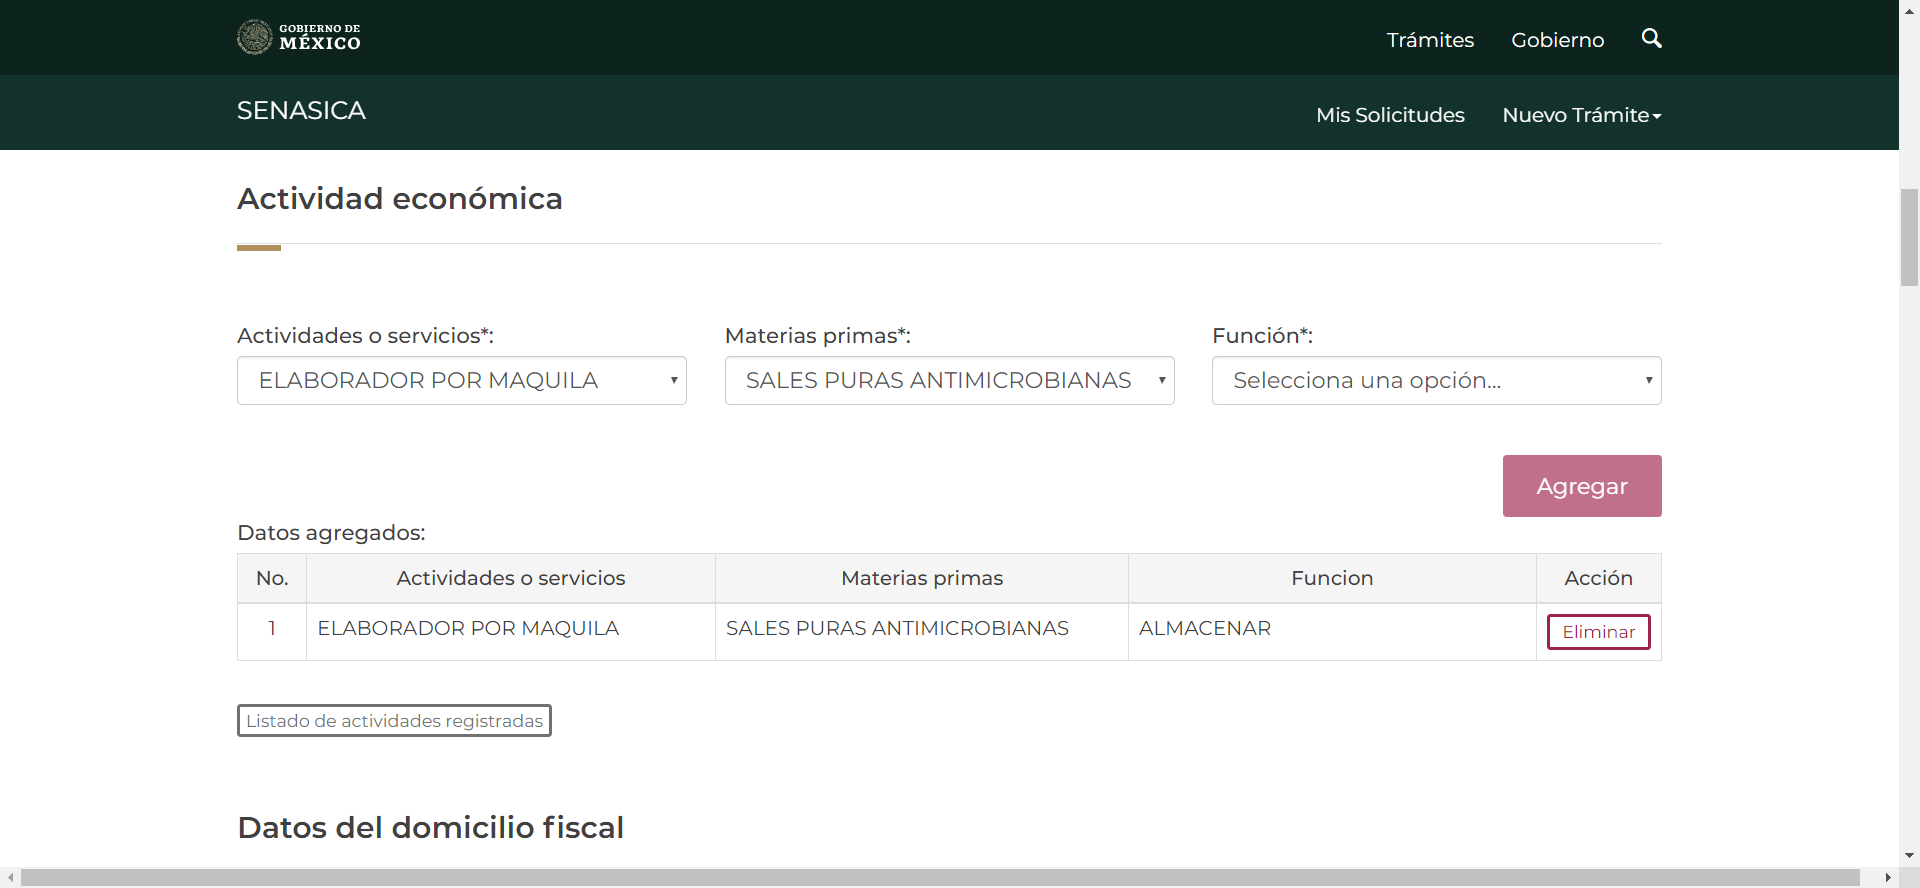 GOBIERNO DE
MÉXICO
Trámites Gobierno
SENASICA
Mis Solicitudes Nuevo Trámite
Actividad económica
Actividades o servicios*: Materias primas*: Función*:
ELABORADOR POR MAQUILA SALES PURAS ANTIMICROBIANAS Selecciona una opción...
Agregar
Datos agregados:
No. Actividades o servicios Materias primas Funcion Acción
1 ELABORADOR POR MAQUILA SALES PURAS ANTIMICROBIANAS ALMACENAR Eliminar
Listado de actividades registradas
Datos del domicilio fiscal